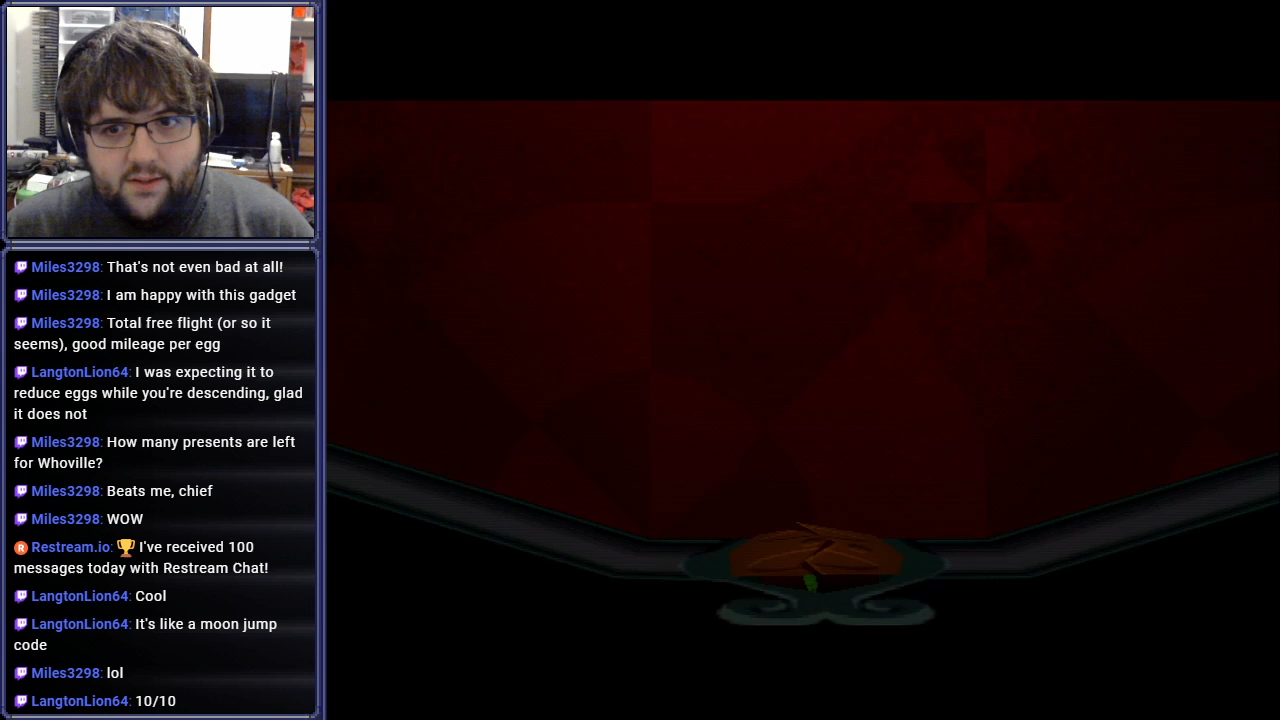 Miles3298: That's not even bad at all!
Miles3298: I am happy with this gadget
Miles3298: Total free flight (or so it
seems), good mileage per egg
LangtonLion64: I was expecting it to
reduce eggs while you're descending, glad
it does not
Miles3298: How many presents are left
for Whoville?
Miles3298: Beats me, chief
Miles3298: WOW
R Restream.io: 🏆 I've received 100
messages today with Restream Chat!
LangtonLion64: Cool
LangtonLion64: It's like a moon jump
code
Miles3298: lol
LangtonLion64: 10/10